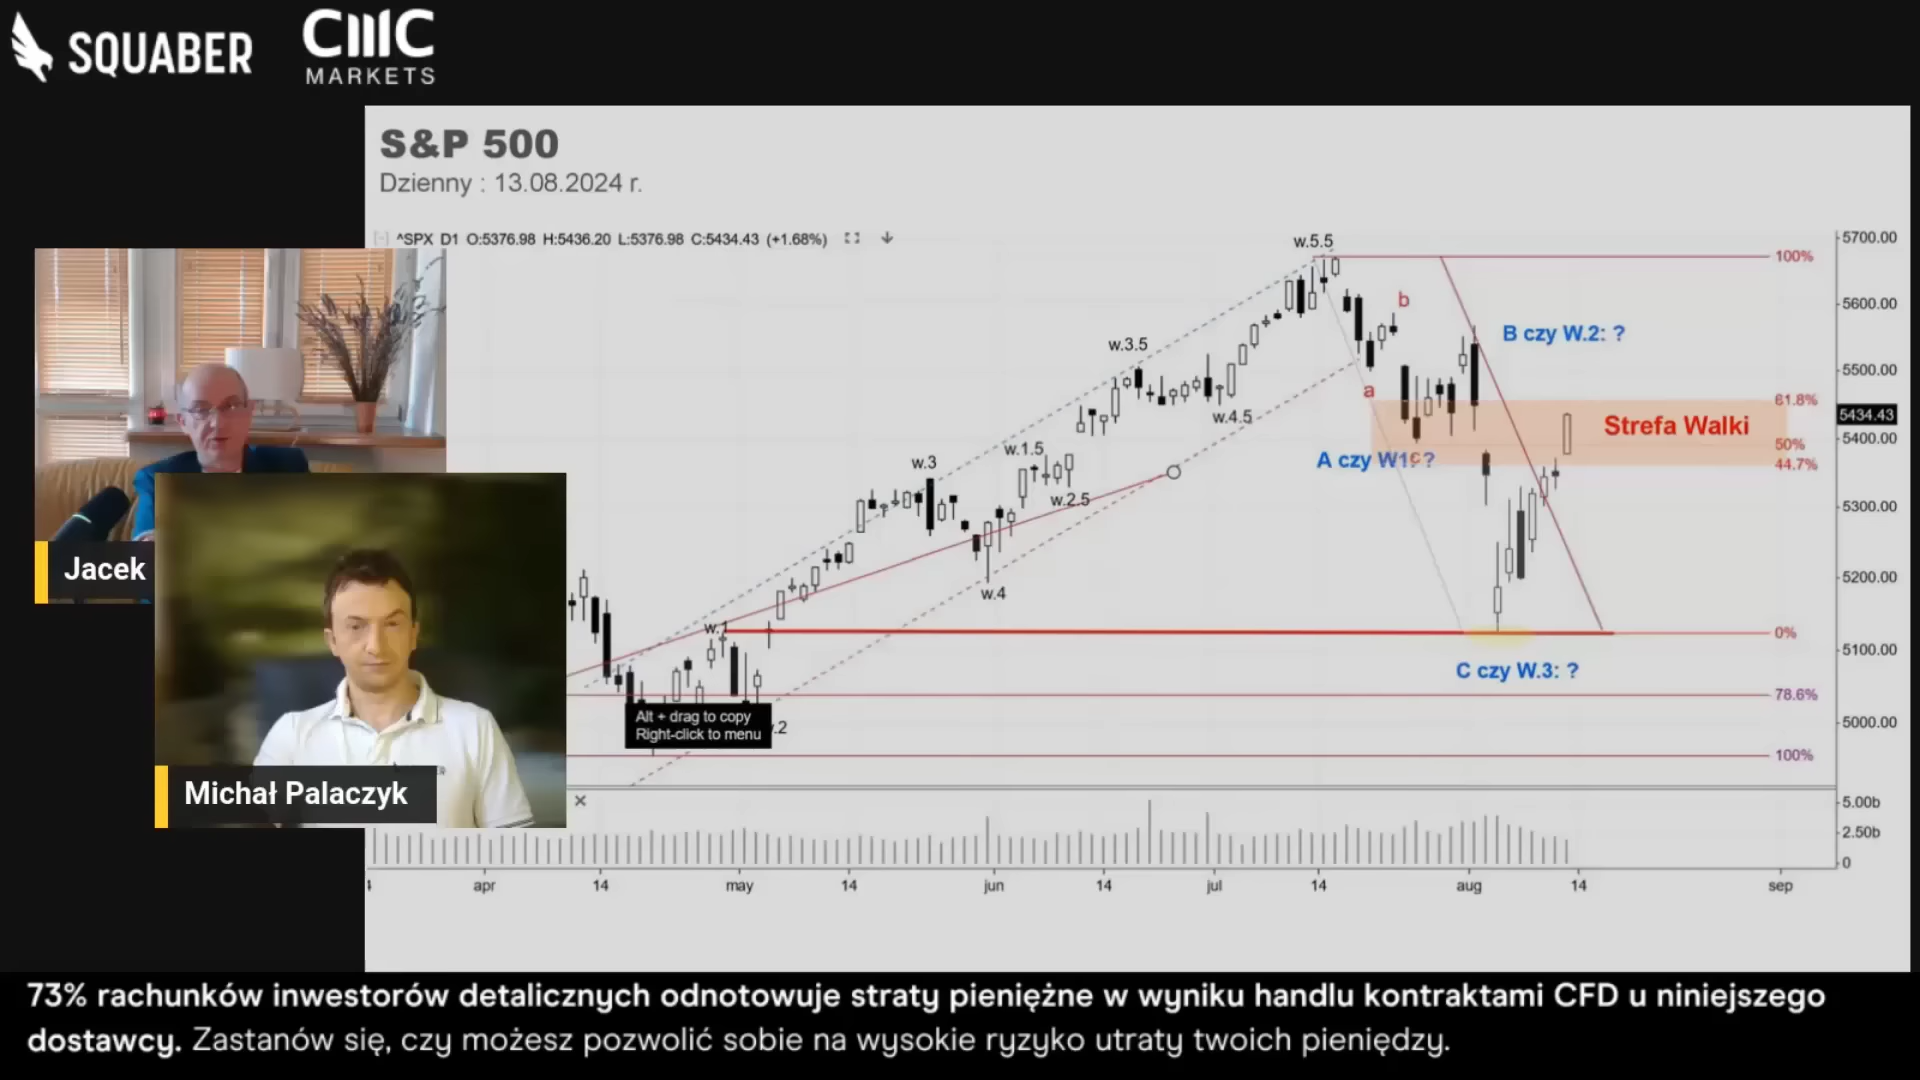 SQUABER
CMC
MARKETS
S&P 500
Dzienny : 13.08.2024 r.
^SPX D1 O:5376.98 H:5436.20 L:5376.98 C:5434.43 (+1.68%)
w.5.5
5700.00
100%
b
5600.00
B czy W.2: ?
w.3.5
5500.00
a
61.8%
w.4.5
5434.43
Strefa Walki
5400.00
50%
w.1.5
w.3
A czy W1: ?
c
44.7%
w.2.5
5300.00
Jacek
5200.00
w.4
w.1
0%
5100.00
C czy W.3: ?
78.6%
Alt + drag to copy
Right-click to menu
.2
5000.00
100%
Michał Palaczyk
5.00b
2.50b
0
4 apr 14 may 14 jun 14 jul 14 aug 14 sep
73% rachunków inwestorów detalicznych odnotowuje straty pieniężne w wyniku handlu kontraktami CFD u niniejszego
dostawcy. Zastanów się, czy możesz pozwolić sobie na wysokie ryzyko utraty twoich pieniędzy.